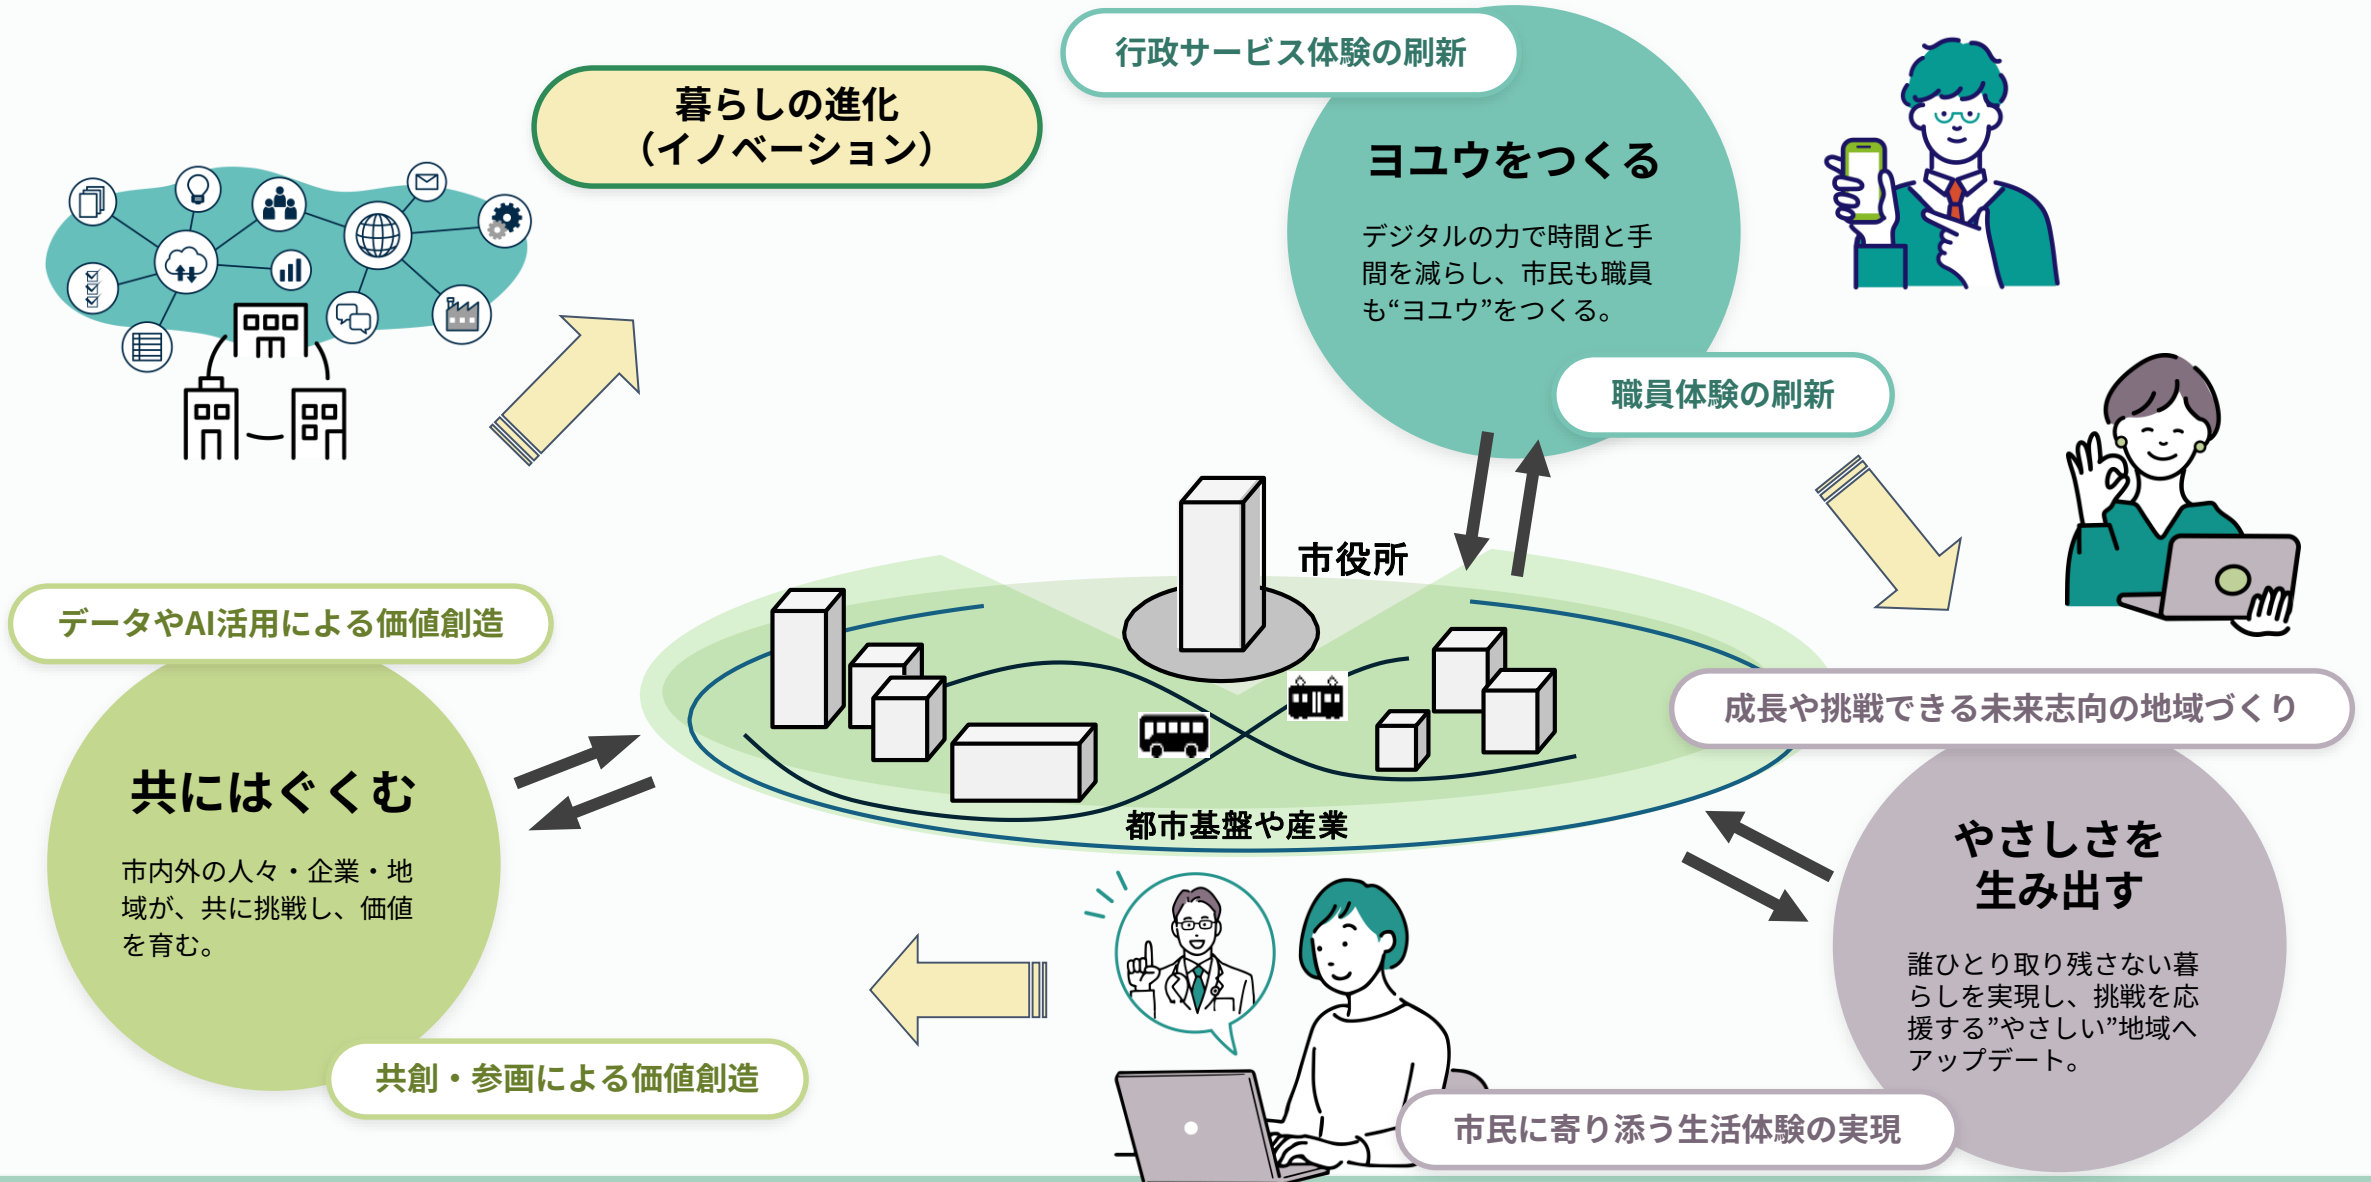 行政サービス体験の刷新
暮らしの進化
（イノベーション）
ヨユウをつくる
デジタルの力で時間と手
間を減らし、市民も職員
も“ヨユウ”をつくる。
職員体験の刷新
市役所
データやAI活用による価値創造
成長や挑戦できる未来志向の地域づくり
共にはぐくむ
市内外の人々・企業・地
域が、共に挑戦し、価値
を育む。
都市基盤や産業
やさしさを
生み出す
誰ひとり取り残さない暮
らしを実現し、挑戦を応
援する”やさしい”地域へ
アップデート。
共創・参画による価値創造
市民に寄り添う生活体験の実現